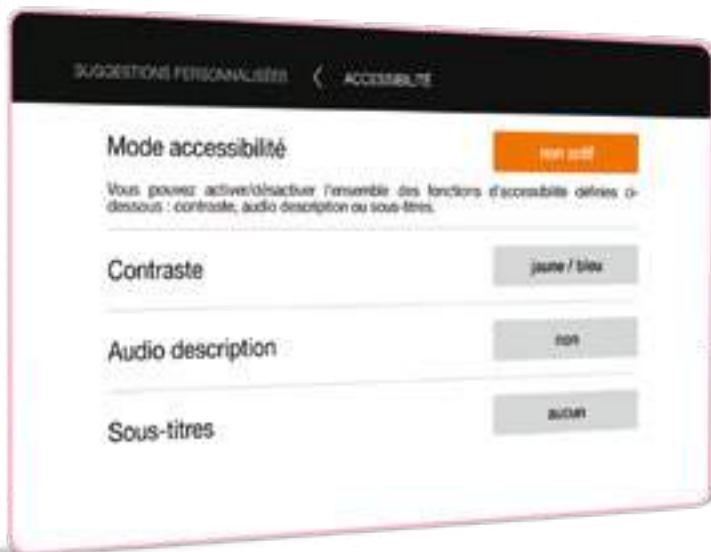 SUGGESTIONS PERSONNALISÉES < ACCESSIBILITÉ
Mode accessibilité
non actif
Vous pouvez activer/désactiver l'ensemble des fonctions d'accessibilité définies ci-
dessous : contraste, audio description ou sous-titres.
Contraste
jaune / bleu
Audio description
non
Sous-titres
aucun